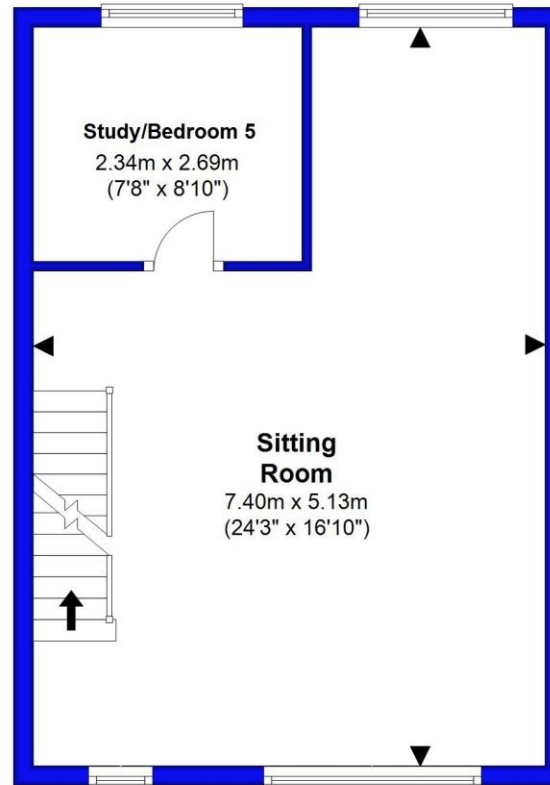 Study/Bedroom 5
2.34m x 2.69m
(7'8" x 8'10")
Sitting
Room
7.40m x 5.13m
(24'3" x 16'10")